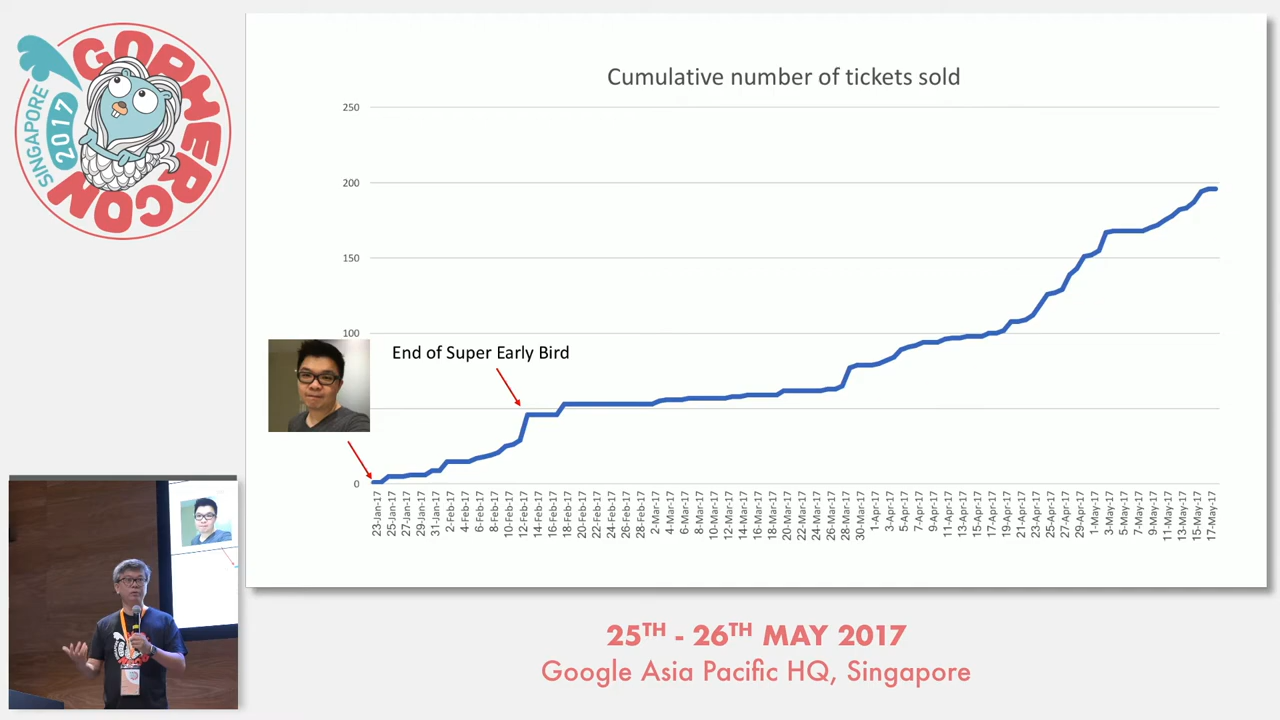 GOPHERCON
SINGAPORE
2017
Cumulative number of tickets sold
250
200
150
100
0
End of Super Early Bird
23-Jan-17
25-Jan-17
27-Jan-17
29-Jan-17
31-Jan-17
2-Feb-17
4-Feb-17
6-Feb-17
8-Feb-17
10-Feb-17
12-Feb-17
14-Feb-17
16-Feb-17
18-Feb-17
20-Feb-17
22-Feb-17
24-Feb-17
26-Feb-17
28-Feb-17
2-Mar-17
4-Mar-17
6-Mar-17
8-Mar-17
10-Mar-17
12-Mar-17
14-Mar-17
16-Mar-17
18-Mar-17
20-Mar-17
22-Mar-17
24-Mar-17
26-Mar-17
28-Mar-17
30-Mar-17
1-Apr-17
3-Apr-17
5-Apr-17
7-Apr-17
9-Apr-17
11-Apr-17
13-Apr-17
15-Apr-17
17-Apr-17
19-Apr-17
21-Apr-17
23-Apr-17
25-Apr-17
27-Apr-17
29-Apr-17
1-May-17
3-May-17
5-May-17
7-May-17
9-May-17
11-May-17
13-May-17
15-May-17
17-May-17
25TH - 26TH MAY 2017
Google Asia Pacific HQ, Singapore